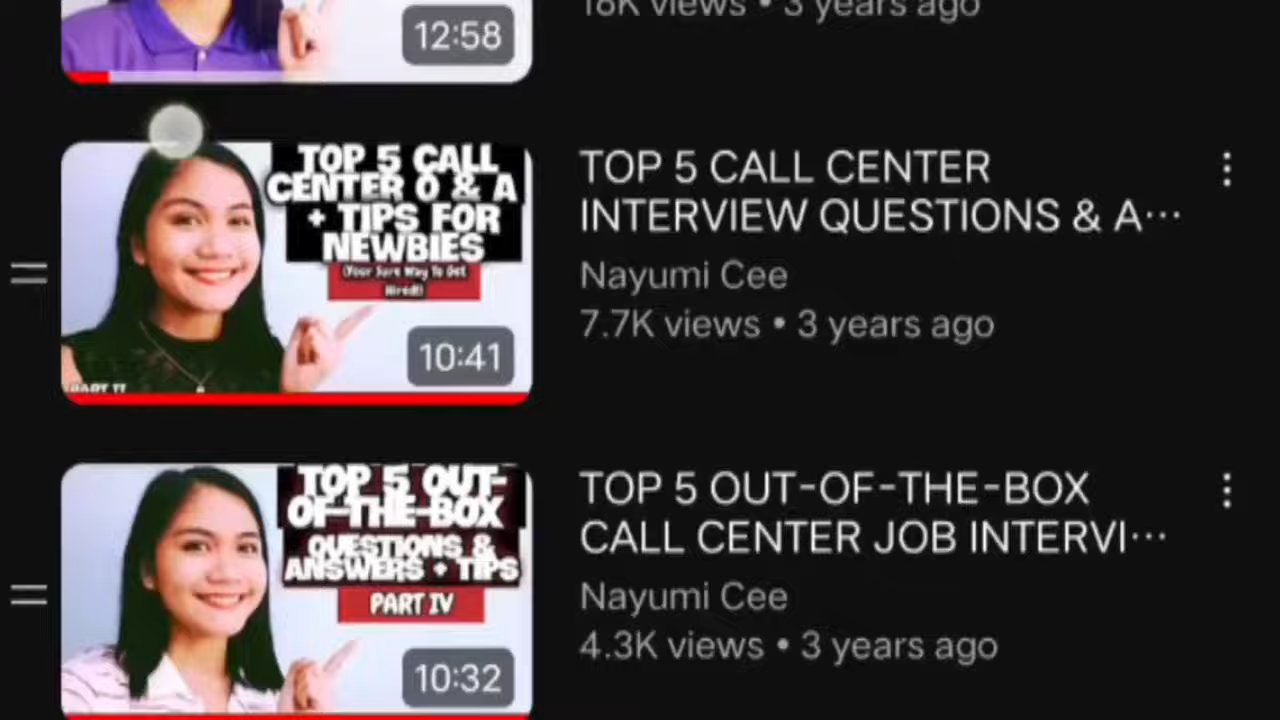 12:58
18K views • 3 years ago
TOP 5 CALL
CENTER Q & A
+ TIPS FOR
NEWBIES
(Your Sure Way To Get
Hired!)
PART II
10:41
TOP 5 CALL CENTER
INTERVIEW QUESTIONS & A...
Nayumi Cee
7.7K views • 3 years ago
TOP 5 OUT-
OF-THE-BOX
QUESTIONS &
ANSWERS + TIPS
PART IV
10:32
TOP 5 OUT-OF-THE-BOX
CALL CENTER JOB INTERVI...
Nayumi Cee
4.3K views • 3 years ago